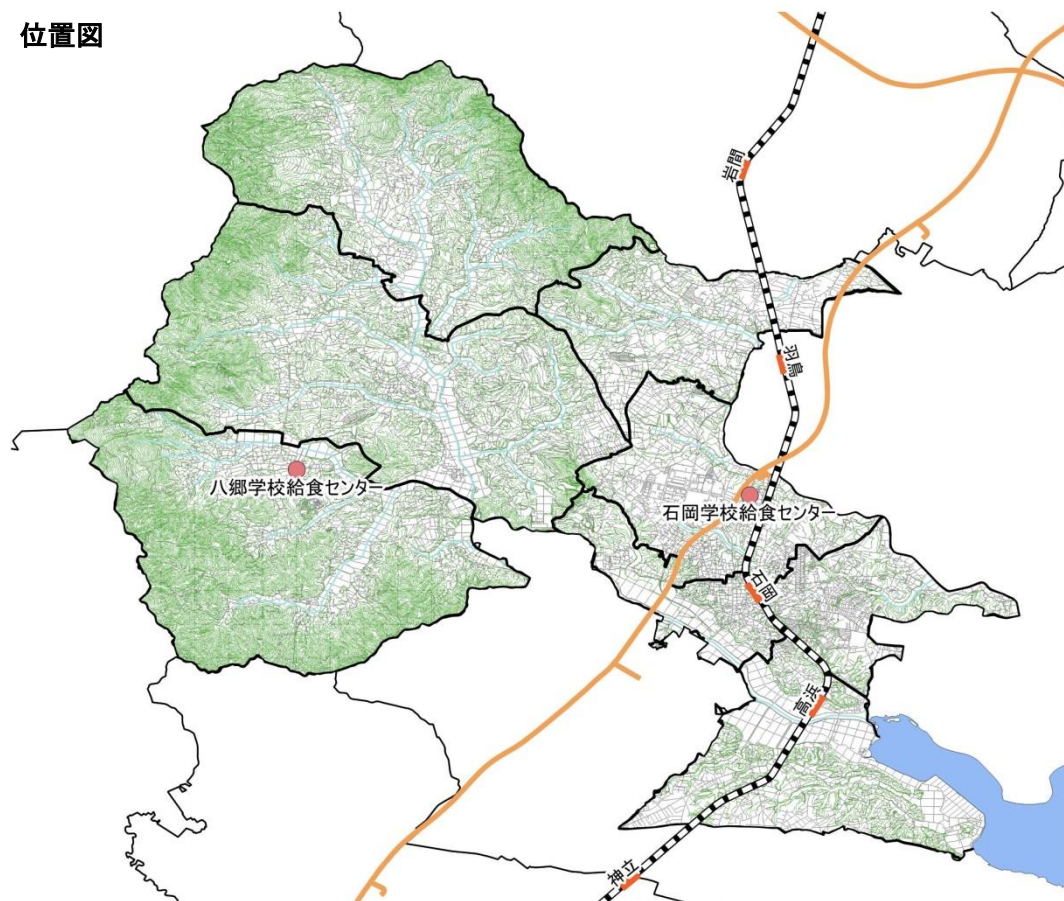 位置図
岩間
羽鳥
八郷学校給食センター
石岡学校給食センター
石岡
高浜
神立